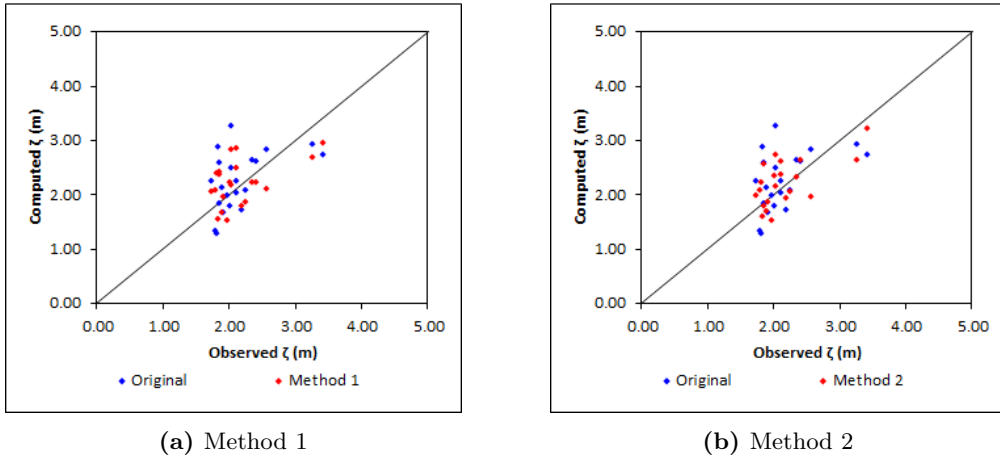 5.00
4.00
3.00
2.00
1.00
0.00
Computed ζ (m)
0.00 1.00 2.00 3.00 4.00 5.00
Observed ζ (m)
Original Method 1
(a) Method 1
5.00
4.00
3.00
2.00
1.00
0.00
Computed ζ (m)
0.00 1.00 2.00 3.00 4.00 5.00
Observed ζ (m)
Original Method 2
(b) Method 2